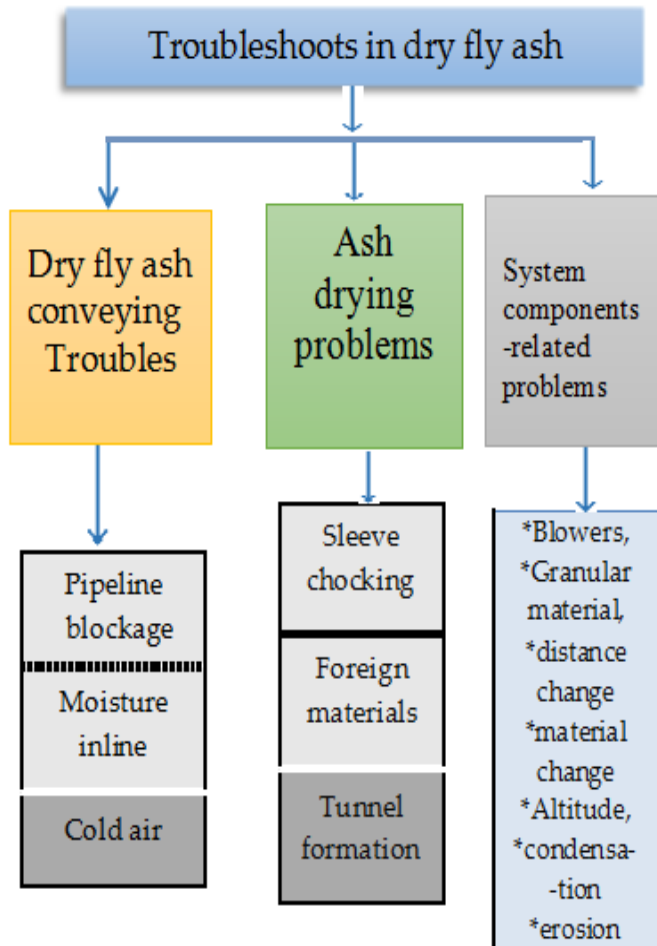 Troubleshoots in dry fly ash
Dry fly ash
conveying
Troubles
Ash
drying
problems
System
components
-related
problems
Pipeline
blockage
Moisture
inline
Cold air
Sleeve
chocking
Foreign
materials
Tunnel
formation
*Blowers,
*Granular
material,
*distance
change
*material
change
*Altitude,
*condensa-
-tion
*erosion